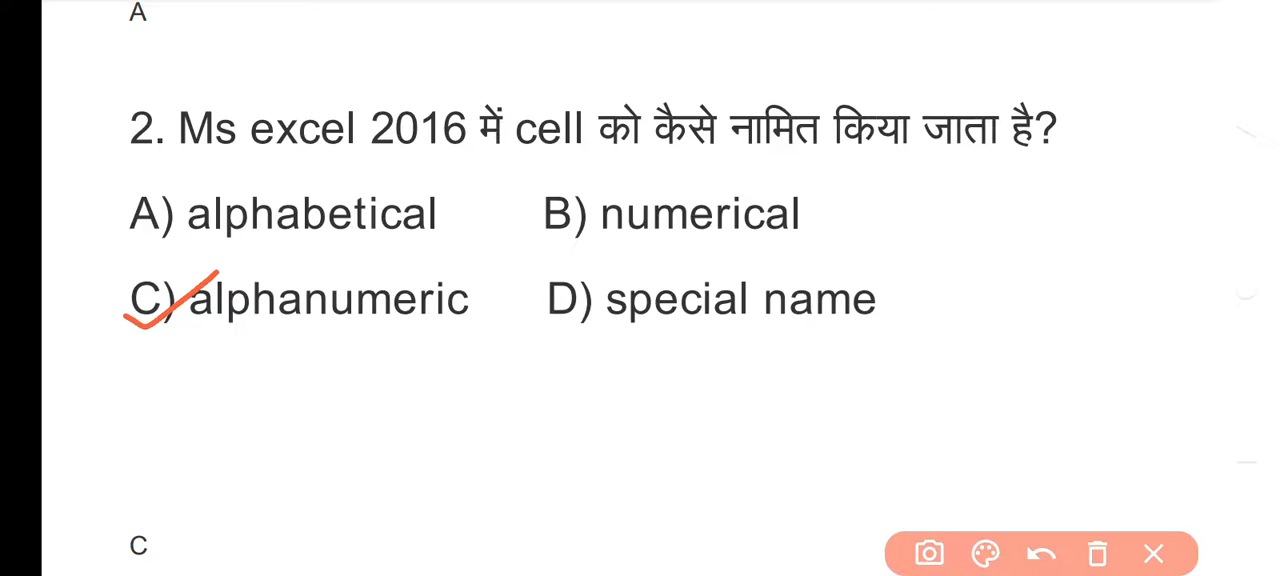 A
2. Ms excel 2016 में cell को कैसे नामित किया जाता है?
A) alphabetical B) numerical
C) alphanumeric D) special name
C